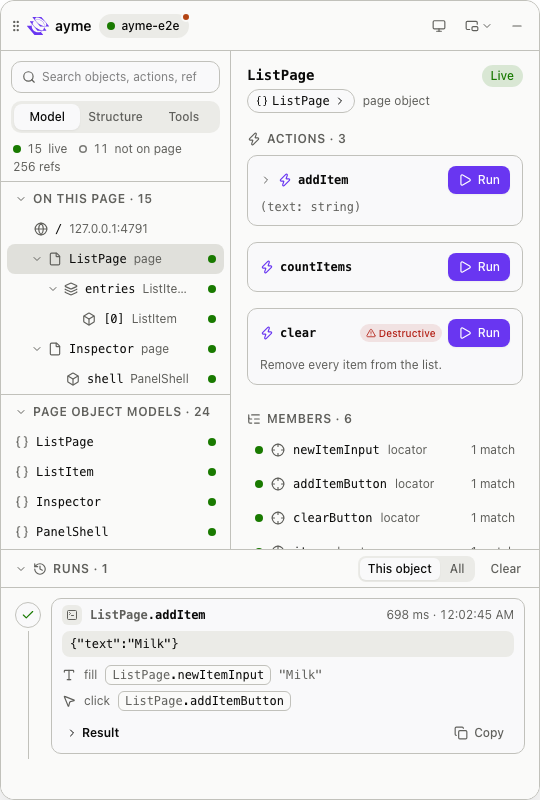 ayme
ayme-e2e
Search objects, actions, ref
Model
Structure
Tools
15 live
11 not on page
256 refs
ON THIS PAGE · 15
/ 127.0.0.1:4791
ListPage page
entries ListIte...
[0] ListItem
Inspector page
shell PanelShell
PAGE OBJECT MODELS · 24
{} ListPage
{} ListItem
{} Inspector
{} PanelShell
ListPage
Live
{} ListPage
page object
ACTIONS · 3
addItem
Run
(text: string)
countItems
Run
clear
Destructive
Run
Remove every item from the list.
MEMBERS · 6
newItemInput locator 1 match
addItemButton locator 1 match
clearButton locator 1 match
RUNS · 1
This object
All
Clear
ListPage.addItem
698 ms · 12:02:45 AM
{"text":"Milk"}
fill ListPage.newItemInput "Milk"
click ListPage.addItemButton
Result
Copy